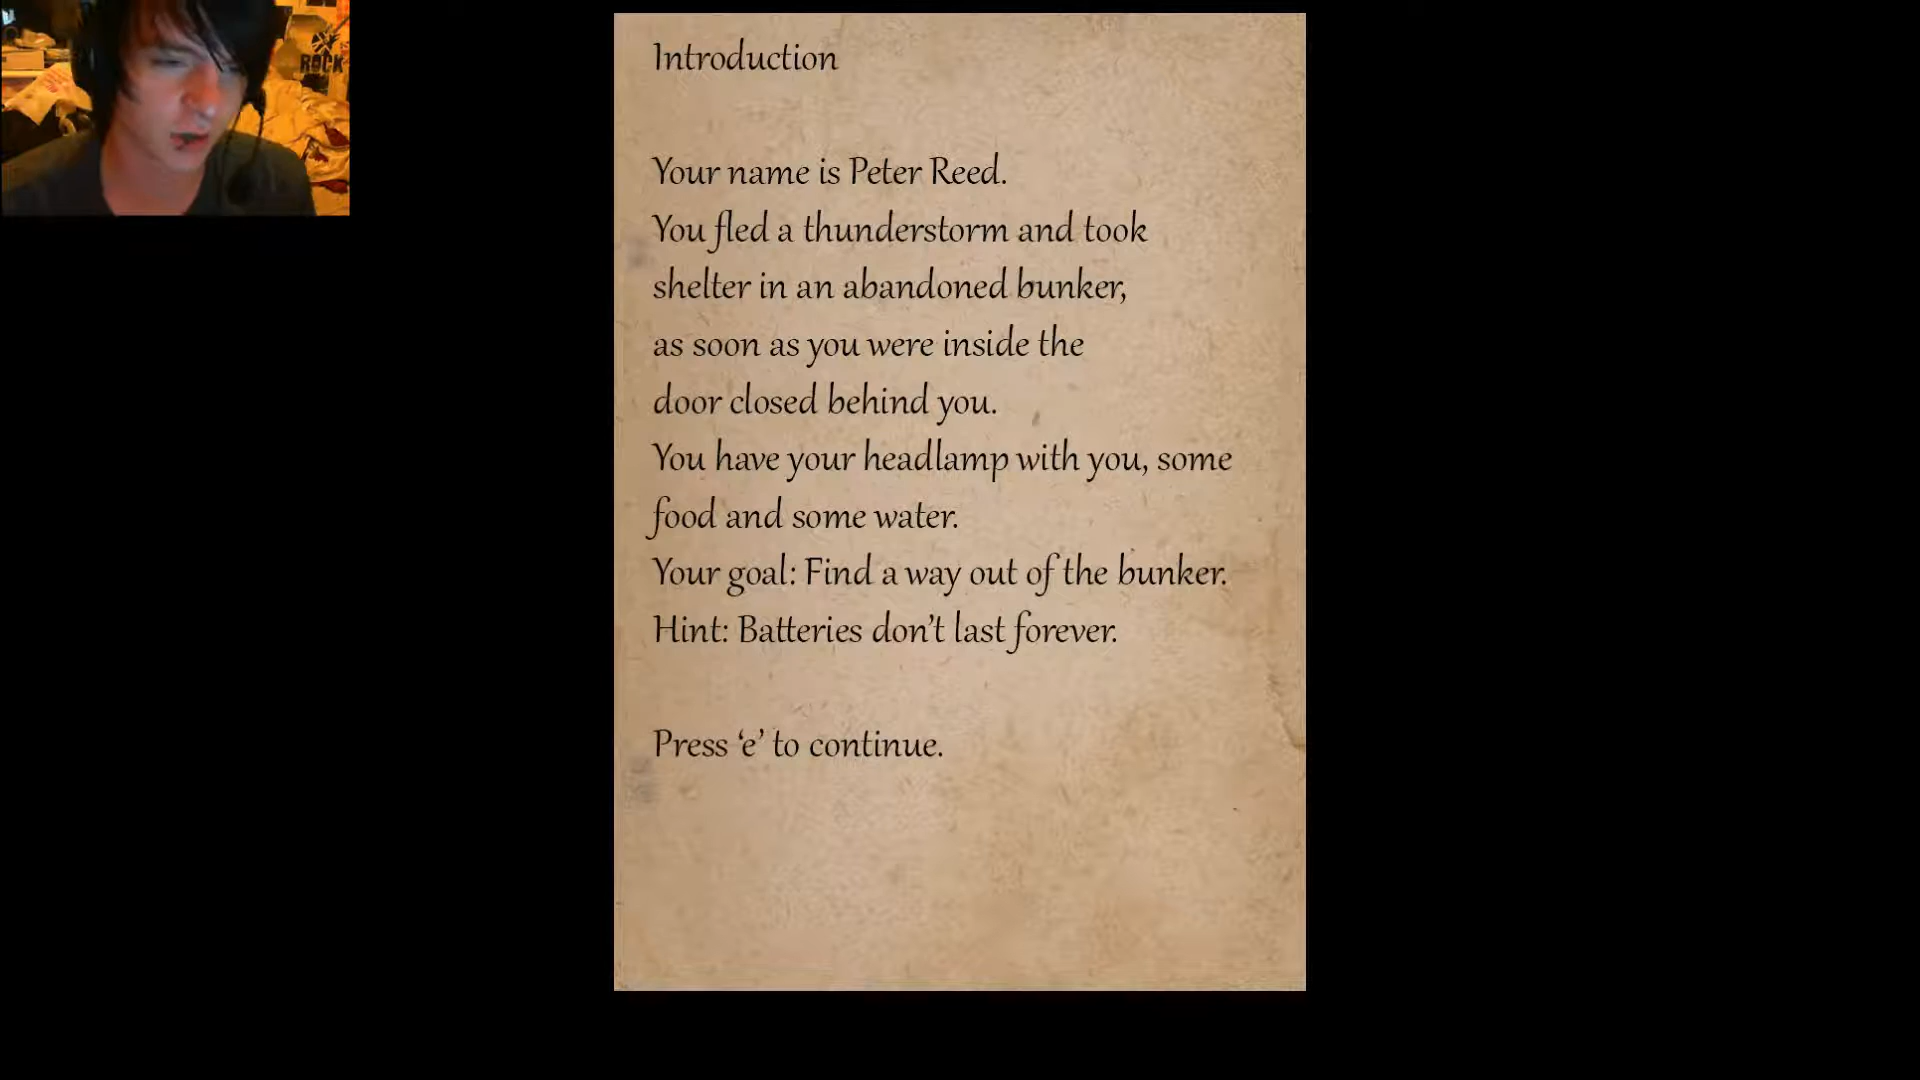 ROCK
Introduction
Your name is Peter Reed.
You fled a thunderstorm and took
shelter in an abandoned bunker,
as soon as you were inside the
door closed behind you.
You have your headlamp with you, some
food and some water.
Your goal: Find a way out of the bunker.
Hint: Batteries don’t last forever.
Press ‘e’ to continue.